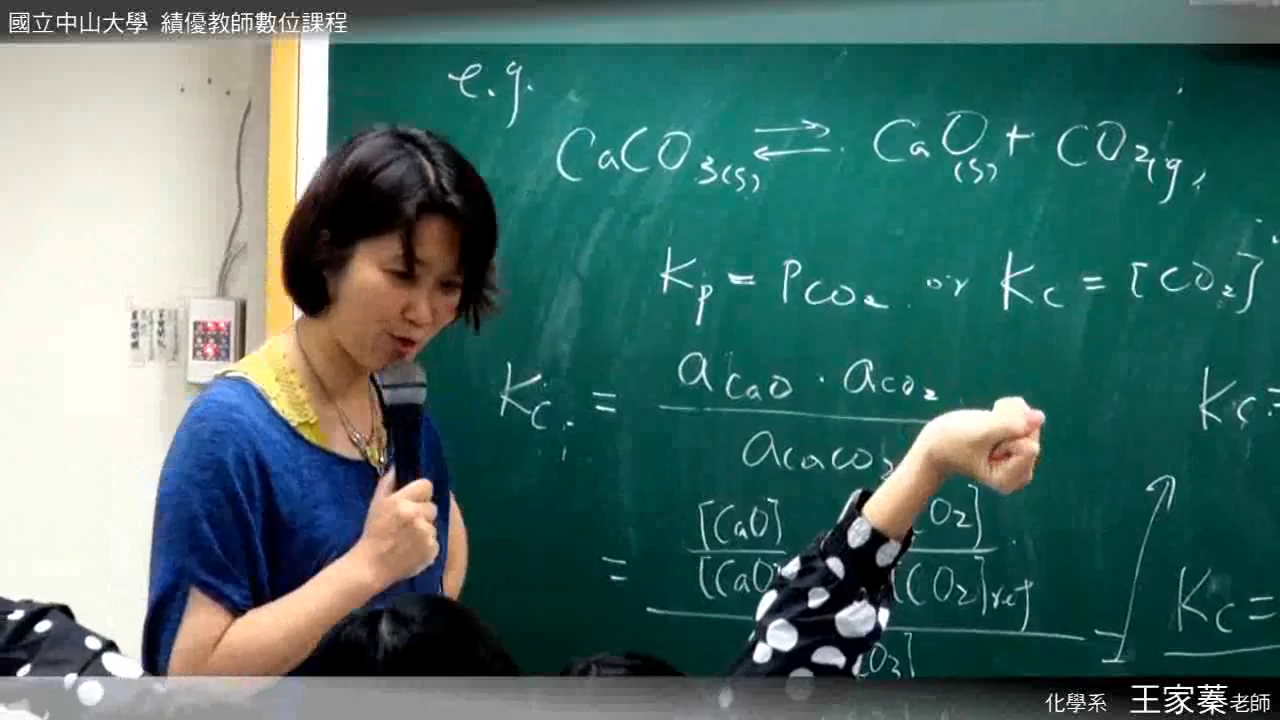 國立中山大學 績優教師數位課程
e.g.
CaCO3(s) ⇌ CaO(s) + CO2(g)
Kp = PCO2 or Kc = [CO2]
Kc = aCaO · aCO2
Kc =
aCaCO3
[CaO] O2]
= [CaO [CO2]ref
Kc =
O3]
化學系 王家蓁老師